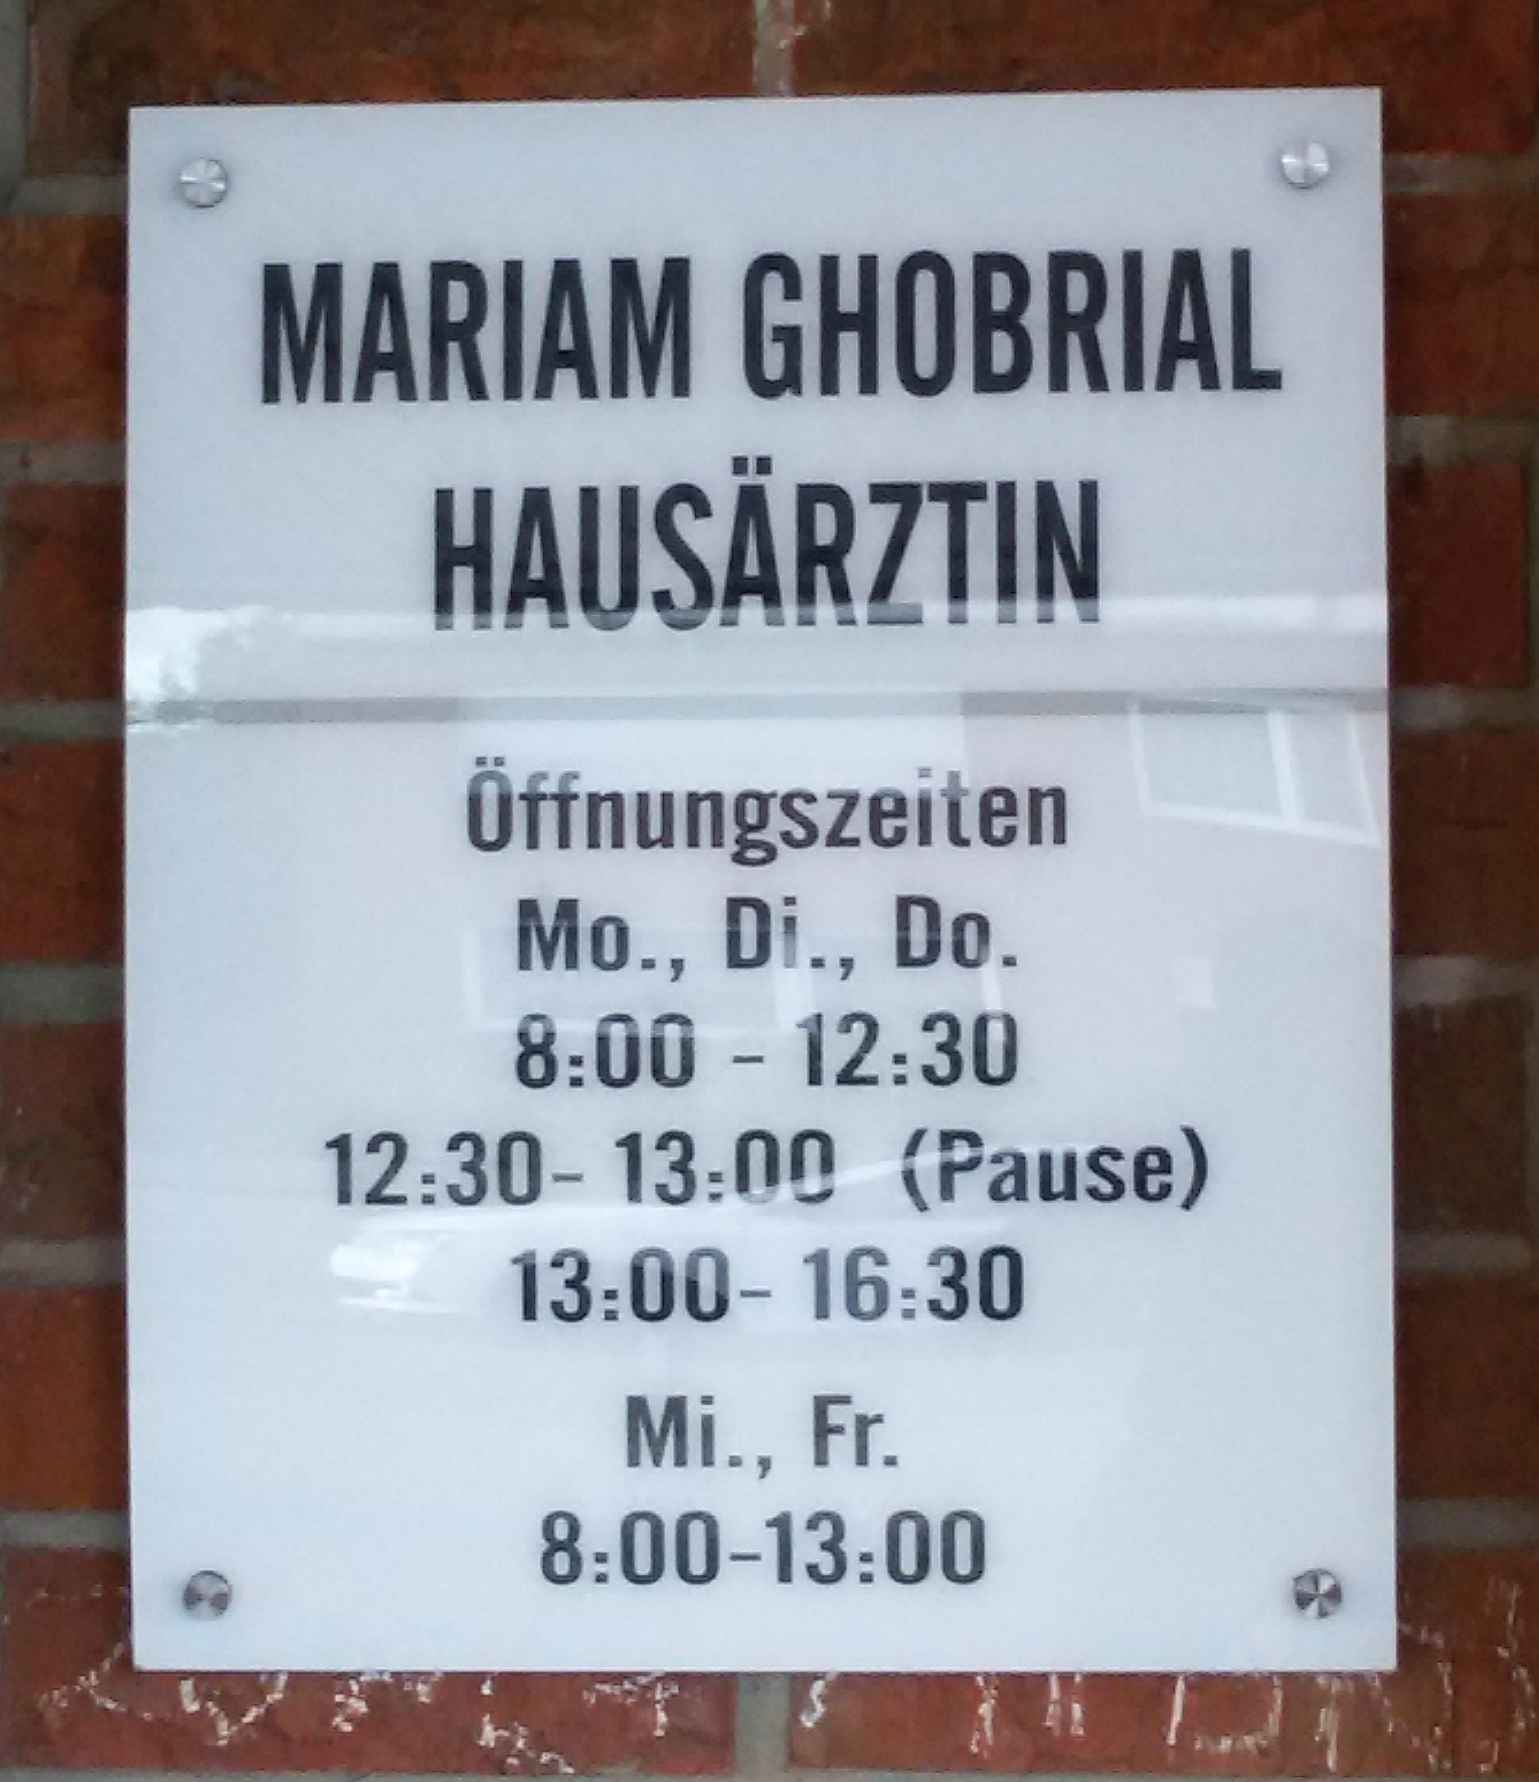 MARIAM GHOBRIAL
HAUSÄRZTIN
Öffnungszeiten
Mo., Di., Do.
8:00 - 12:30
12:30- 13:00 (Pause)
13:00- 16:30
Mi., Fr.
8:00-13:00